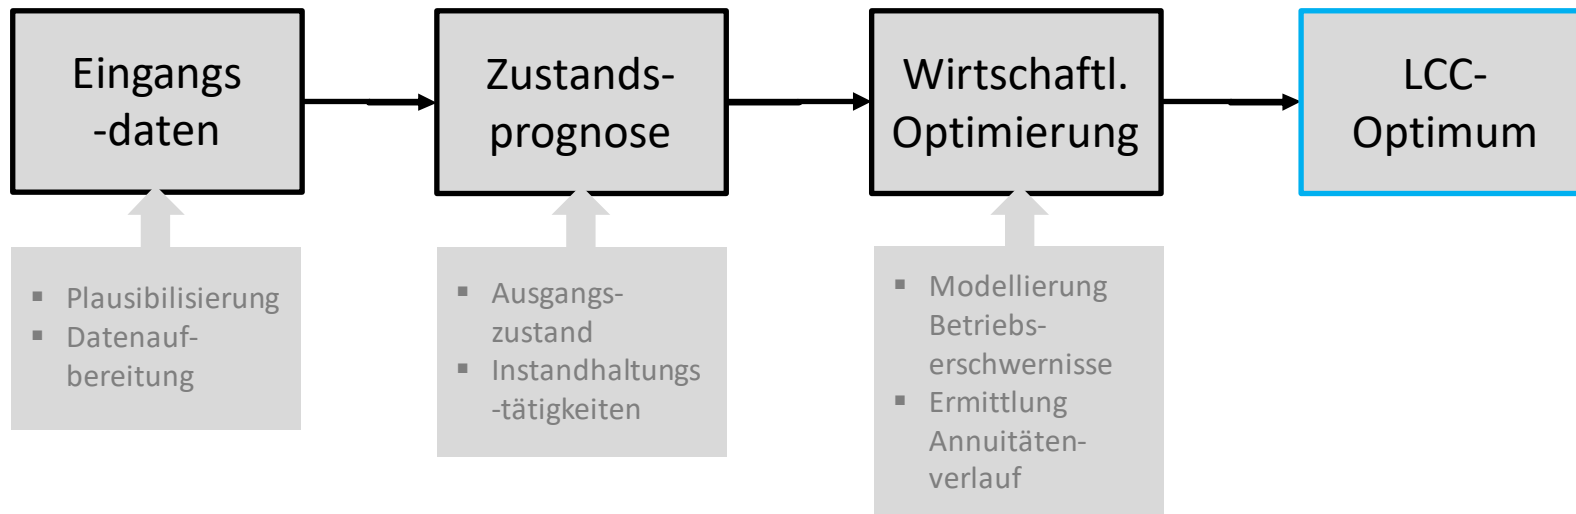 Eingangs
-daten
Zustands-
prognose
Wirtschaftl.
Optimierung
LCC-
Optimum
▪ Plausibilisierung
▪ Datenauf-
bereitung
▪ Ausgangs-
zustand
▪ Instandhaltungs
-tätigkeiten
▪ Modellierung
Betriebs-
erschwernisse
▪ Ermittlung
Annuitäten-
verlauf